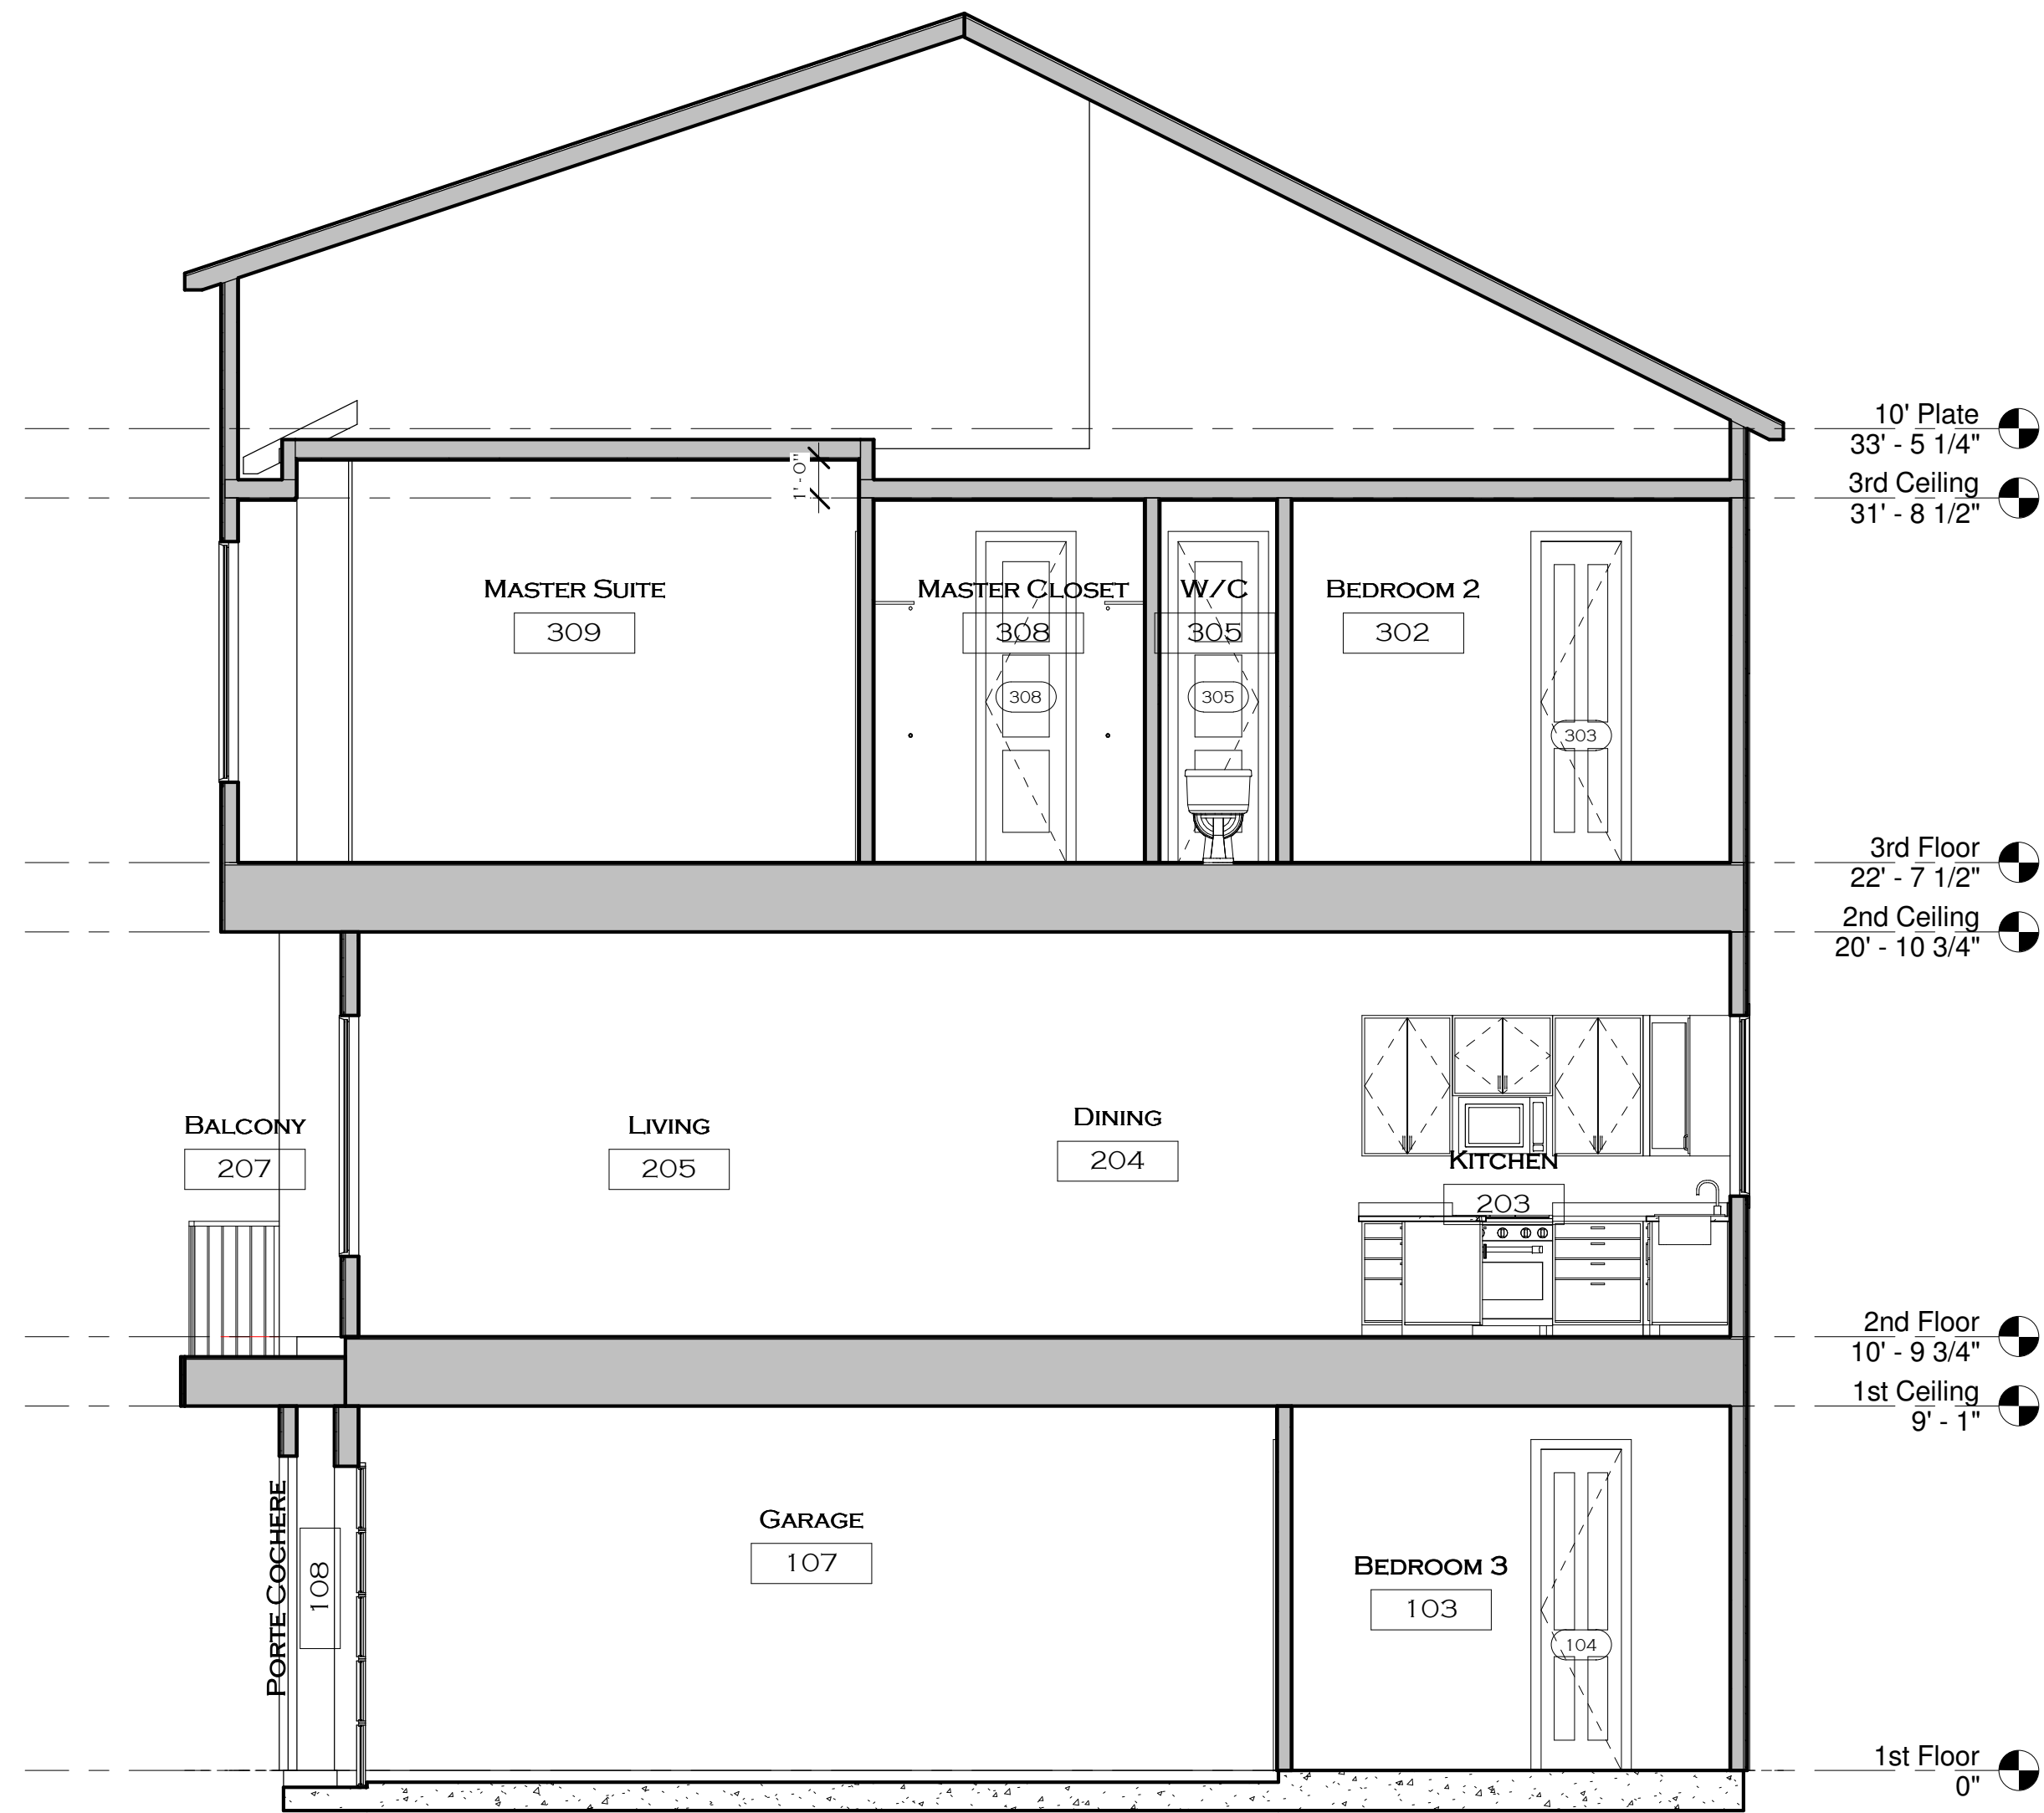 10' Plate
33' - 5 1/4"
3rd Ceiling
31' - 8 1/2"
1' - 0"
MASTER SUITE
309
MASTER CLOSET
308
308
W/C
305
305
BEDROOM 2
302
303
3rd Floor
22' - 7 1/2"
2nd Ceiling
20' - 10 3/4"
BALCONY
207
LIVING
205
DINING
204
KITCHEN
203
2nd Floor
10' - 9 3/4"
1st Ceiling
9' - 1"
PORTE COCHERE
108
GARAGE
107
BEDROOM 3
103
104
1st Floor
0"